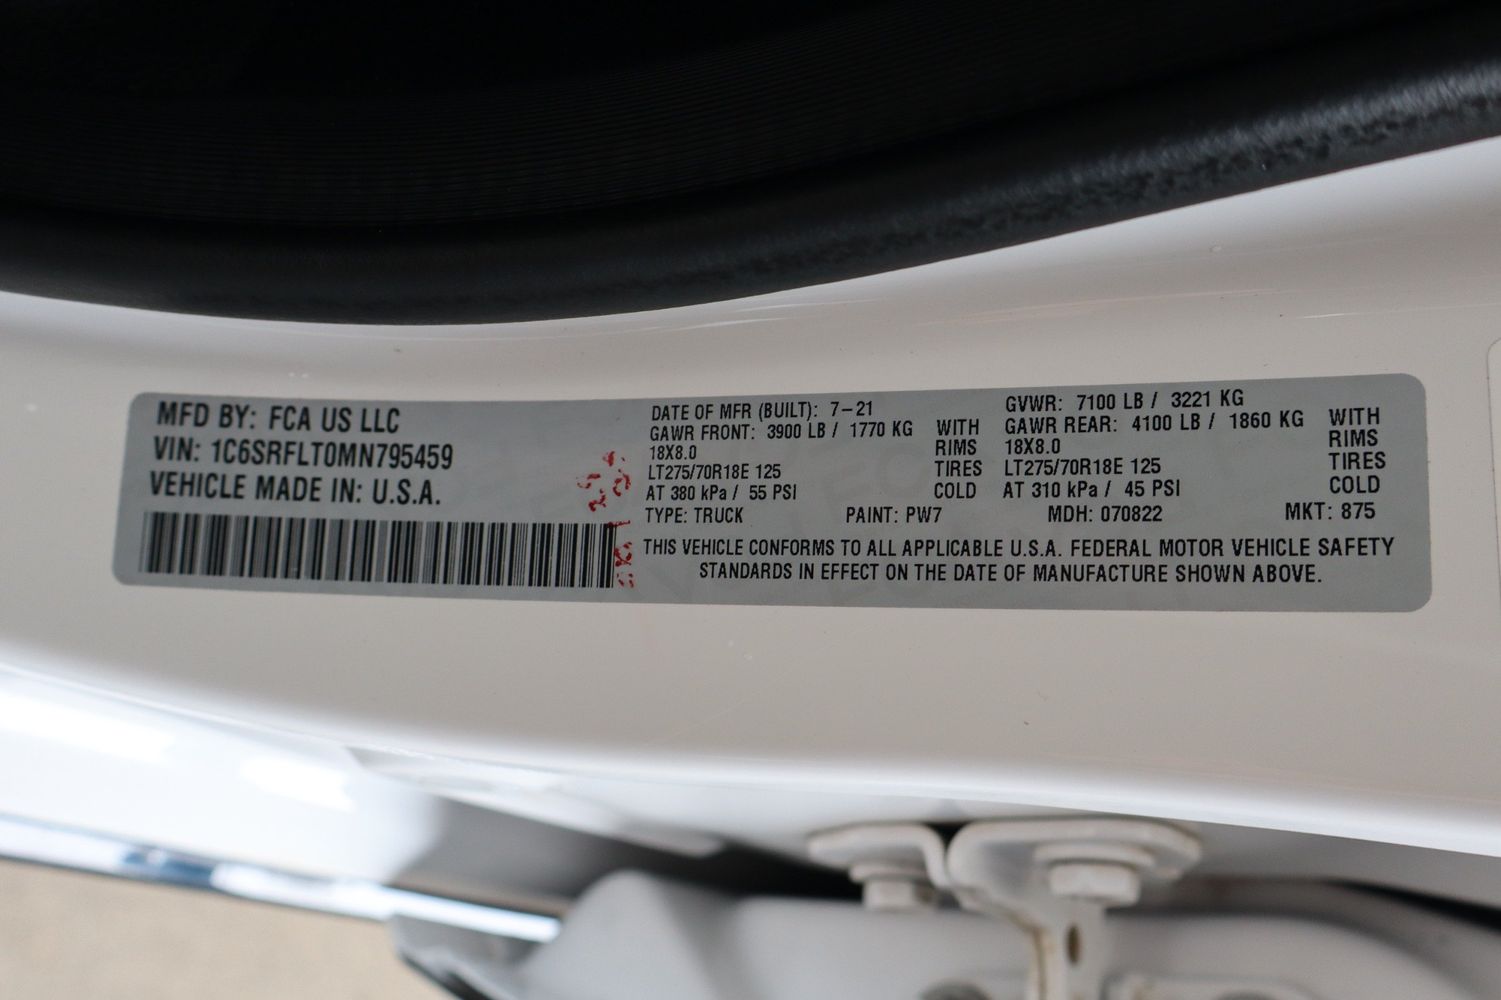 MFD BY: FCA US LLC
VIN: 1C6SRFLT0MN795459
VEHICLE MADE IN: U.S.A.
DATE OF MFR (BUILT): 7-21
GAWR FRONT: 3900 LB / 1770 KG WITH
18X8.0 RIMS
LT275/70R18E 125 TIRES
AT 380 kPa / 55 PSI COLD
GVWR: 7100 LB / 3221 KG
GAWR REAR: 4100 LB / 1860 KG WITH
18X8.0 RIMS
LT275/70R18E 125 TIRES
AT 310 kPa / 45 PSI COLD
TYPE: TRUCK PAINT: PW7 MDH: 070822 MKT: 875
THIS VEHICLE CONFORMS TO ALL APPLICABLE U.S.A. FEDERAL MOTOR VEHICLE SAFETY
STANDARDS IN EFFECT ON THE DATE OF MANUFACTURE SHOWN ABOVE.